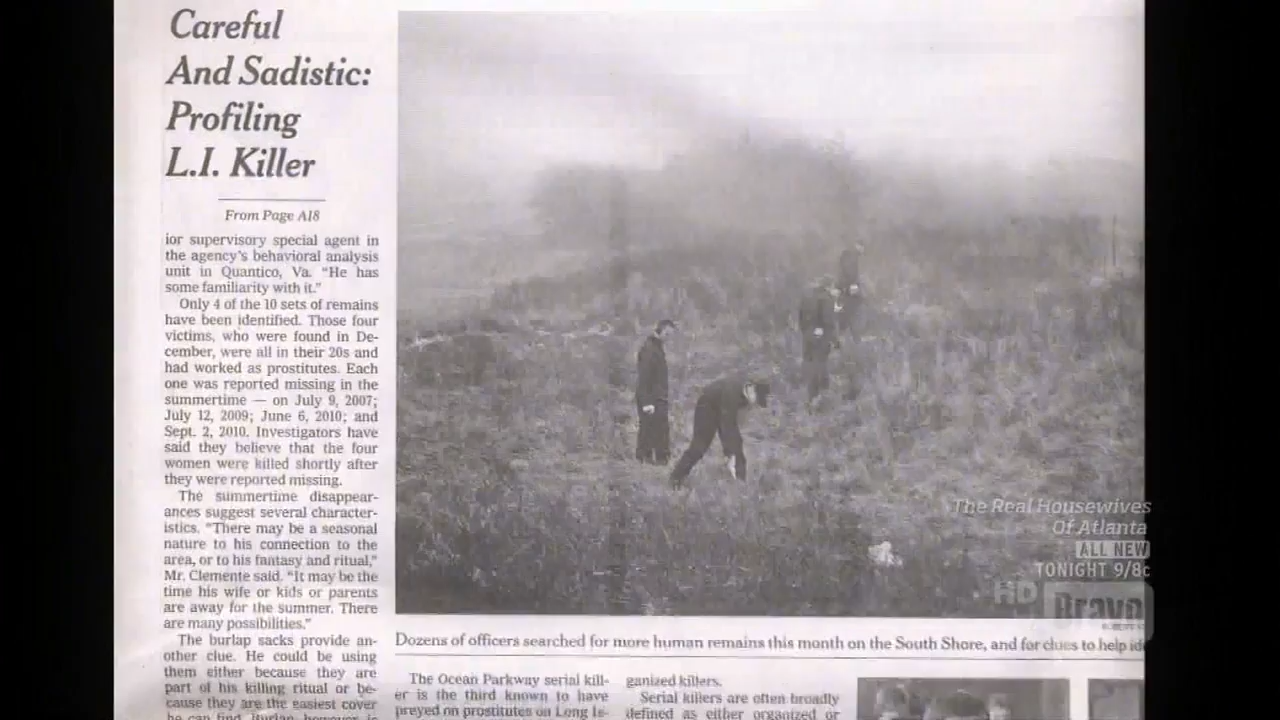 Careful
And Sadistic:
Profiling
L.I. Killer
From Page A18
ior supervisory special agent in
the agency's behavioral analysis
unit in Quantico, Va. "He has
some familiarity with it."
Only 4 of the 10 sets of remains
have been identified. Those four
victims, who were found in De-
cember, were all in their 20s and
had worked as prostitutes. Each
one was reported missing in the
summertime — on July 9, 2007;
July 12, 2009; June 6, 2010; and
Sept. 2, 2010. Investigators have
said they believe that the four
women were killed shortly after
they were reported missing.
The summertime disappear-
ances suggest several character-
istics. "There may be a seasonal
nature to his connection to the
area, or to his fantasy and ritual,"
Mr. Clemente said. "It may be the
time his wife or kids or parents
are away for the summer. There
are many possibilities."
The burlap sacks provide an-
other clue. He could be using
them either because they are
part of his killing ritual or be-
cause they are the easiest cover
he can find. Burlap, however, is
Dozens of officers searched for more human remains this month on the South Shore, and for clues to help id
The Ocean Parkway serial kill-
er is the third known to have
preyed on prostitutes on Long Is-
ganized killers.
Serial killers are often broadly
defined as either organized or
The Real Housewives
Of Atlanta
ALL NEW
TONIGHT 9/8c
HD
Bravo